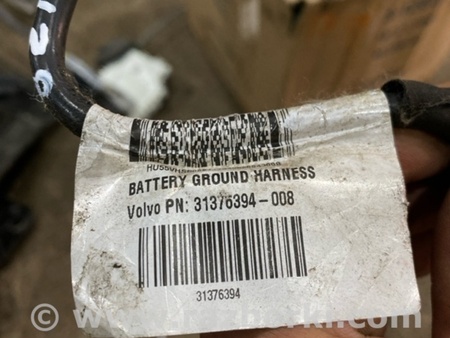 BATTERY GROUND HARNESS
Volvo PN: 31376394-008
31376394